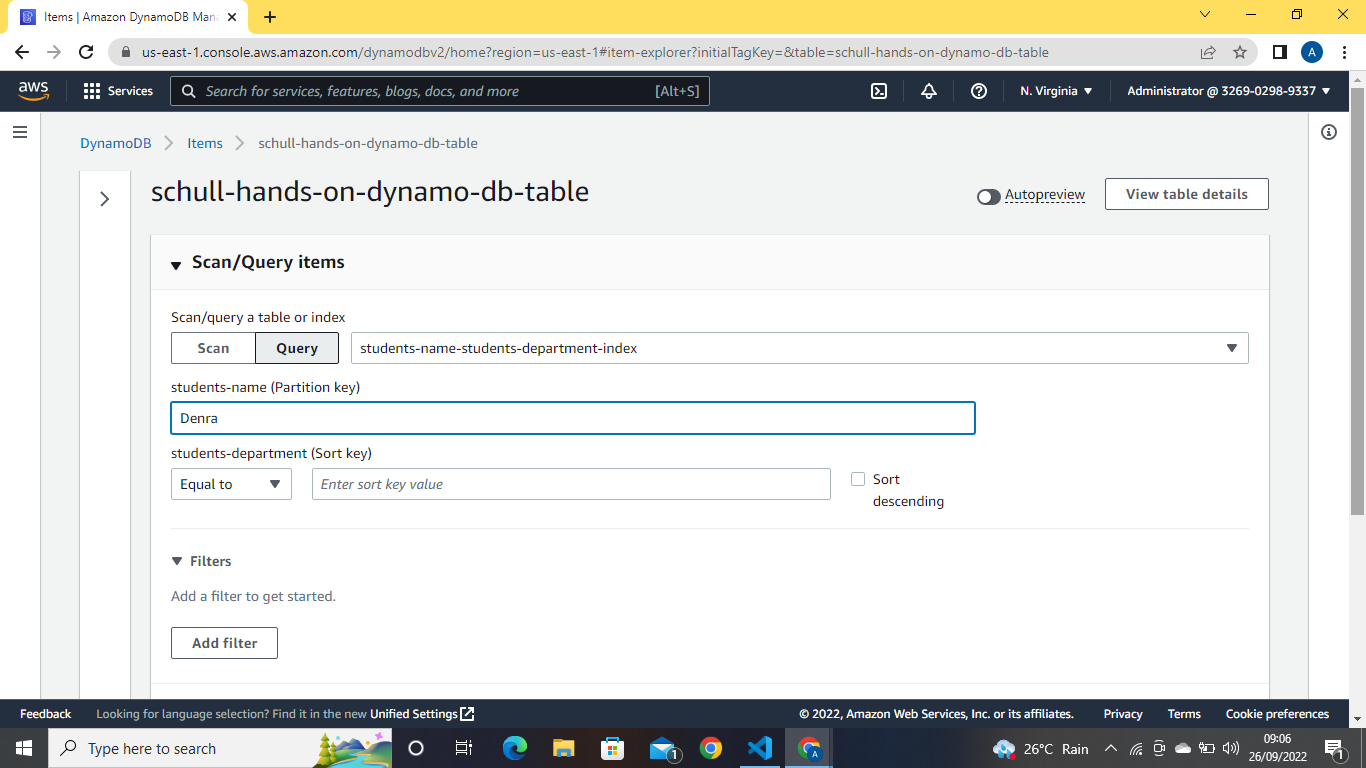 Items | Amazon DynamoDB Mana
us-east-1.console.aws.amazon.com/dynamodbv2/home?region=us-east-1#item-explorer?initialTagKey=&table=schull-hands-on-dynamo-db-table
A
aws
Services
Search for services, features, blogs, docs, and more
[Alt+S]
N. Virginia
Administrator @ 3269-0298-9337
DynamoDB
Items
schull-hands-on-dynamo-db-table
schull-hands-on-dynamo-db-table
Autopreview
View table details
Scan/Query items
Scan/query a table or index
Scan
Query
students-name-students-department-index
students-name (Partition key)
Denra
students-department (Sort key)
Equal to
Enter sort key value
Sort
descending
Filters
Add a filter to get started.
Add filter
Feedback
Looking for language selection? Find it in the new Unified Settings
© 2022, Amazon Web Services, Inc. or its affiliates.
Privacy
Terms
Cookie preferences
Type here to search
1
A
26°C Rain
09:06
26/09/2022
1